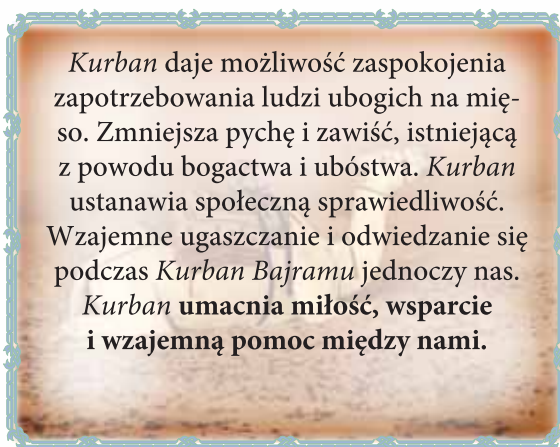 Kurban daje możliwość zaspokojenia
zapotrzebowania ludzi ubogich na mię-
so. Zmniejsza pychę i zawiść, istniejącą
z powodu bogactwa i ubóstwa. Kurban
ustanawia społeczną sprawiedliwość.
Wzajemne ugaszczanie i odwiedzanie się
podczas Kurban Bajramu jednoczy nas.
Kurban umacnia miłość, wsparcie
i wzajemną pomoc między nami.